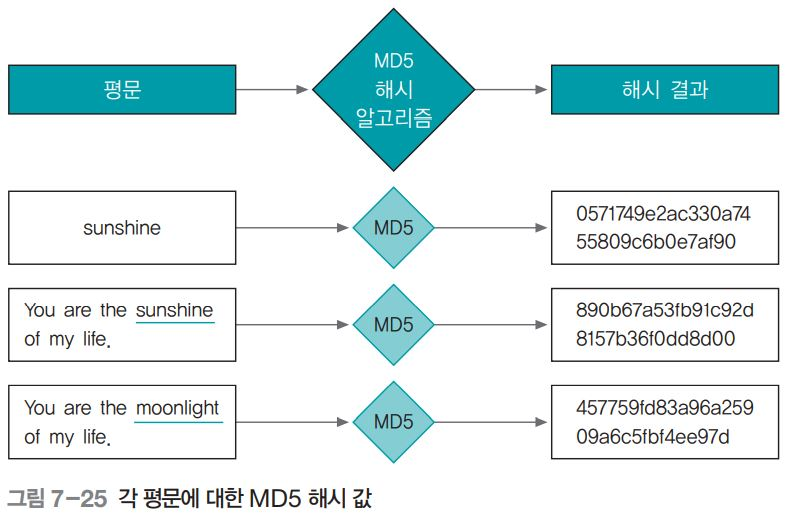 평문
MD5
해시
알고리즘
해시 결과
sunshine
MD5
0571749e2ac330a74
55809c6b0e7af90
You are the sunshine
of my life.
MD5
890b67a53fb91c92d
8157b36f0dd8d00
You are the moonlight
of my life.
MD5
457759fd83a96a259
09a6c5fbf4ee97d
그림 7-25 각 평문에 대한 MD5 해시 값